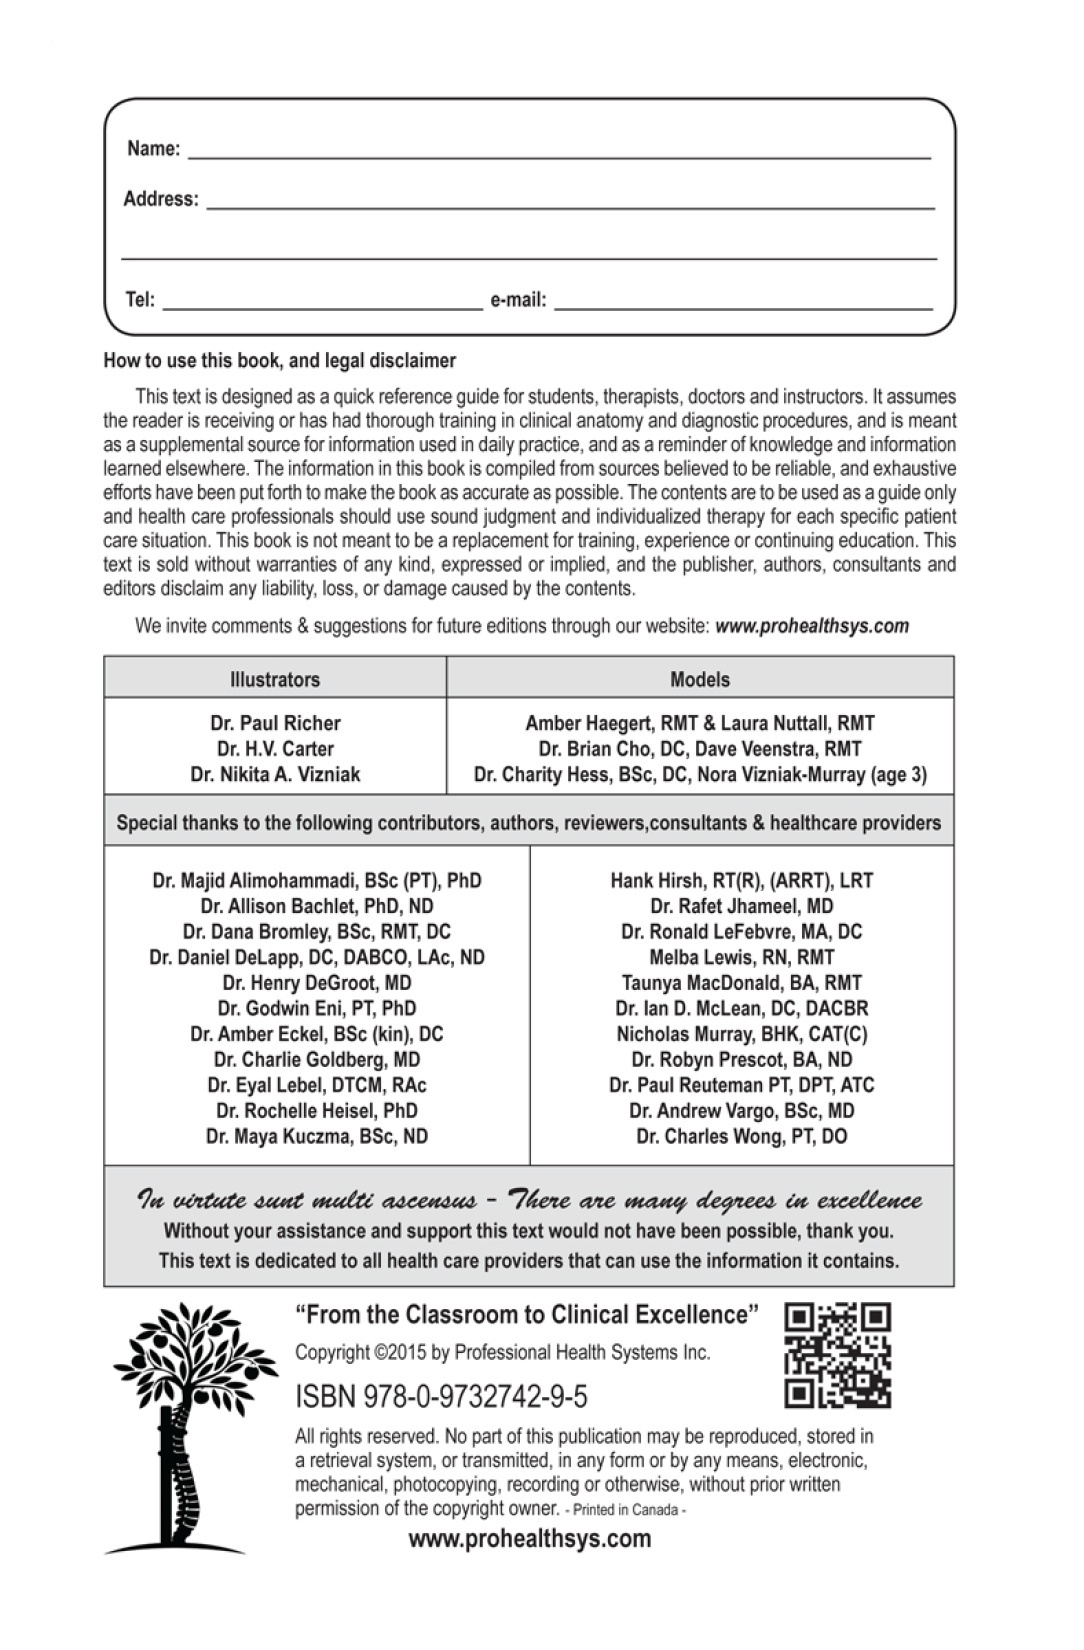 Name:
Address:
Tel: e-mail:
How to use this book, and legal disclaimer
This text is designed as a quick reference guide for students, therapists, doctors and instructors. It assumes
the reader is receiving or has had thorough training in clinical anatomy and diagnostic procedures, and is meant
as a supplemental source for information used in daily practice, and as a reminder of knowledge and information
learned elsewhere. The information in this book is compiled from sources believed to be reliable, and exhaustive
efforts have been put forth to make the book as accurate as possible. The contents are to be used as a guide only
and health care professionals should use sound judgment and individualized therapy for each specific patient
care situation. This book is not meant to be a replacement for training, experience or continuing education. This
text is sold without warranties of any kind, expressed or implied, and the publisher, authors, consultants and
editors disclaim any liability, loss, or damage caused by the contents.
We invite comments & suggestions for future editions through our website: www.prohealthsys.com
Illustrators
Dr. Paul Richer
Dr. H.V. Carter
Dr. Nikita A. Vizniak
Models
Amber Haegert, RMT & Laura Nuttall, RMT
Dr. Brian Cho, DC, Dave Veenstra, RMT
Dr. Charity Hess, BSc, DC, Nora Vizniak-Murray (age 3)
Special thanks to the following contributors, authors, reviewers,consultants & healthcare providers
Dr. Majid Alimohammadi, BSc (PT), PhD
Dr. Allison Bachlet, PhD, ND
Dr. Dana Bromley, BSc, RMT, DC
Dr. Daniel DeLapp, DC, DABCO, LAc, ND
Dr. Henry DeGroot, MD
Dr. Godwin Eni, PT, PhD
Dr. Amber Eckel, BSc (kin), DC
Dr. Charlie Goldberg, MD
Dr. Eyal Lebel, DTCM, RAc
Dr. Rochelle Heisel, PhD
Dr. Maya Kuczma, BSc, ND
Hank Hirsh, RT(R), (ARRT), LRT
Dr. Rafet Jhameel, MD
Dr. Ronald LeFebvre, MA, DC
Melba Lewis, RN, RMT
Taunya MacDonald, BA, RMT
Dr. Ian D. McLean, DC, DACBR
Nicholas Murray, BHK, CAT(C)
Dr. Robyn Prescot, BA, ND
Dr. Paul Reuteman PT, DPT, ATC
Dr. Andrew Vargo, BSc, MD
Dr. Charles Wong, PT, DO
In virtute sunt multi ascensus - There are many degrees in excellence
Without your assistance and support this text would not have been possible, thank you.
This text is dedicated to all health care providers that can use the information it contains.
“From the Classroom to Clinical Excellence”
Copyright ©2015 by Professional Health Systems Inc.
ISBN 978-0-9732742-9-5
All rights reserved. No part of this publication may be reproduced, stored in
a retrieval system, or transmitted, in any form or by any means, electronic,
mechanical, photocopying, recording or otherwise, without prior written
permission of the copyright owner. - Printed in Canada -
www.prohealthsys.com